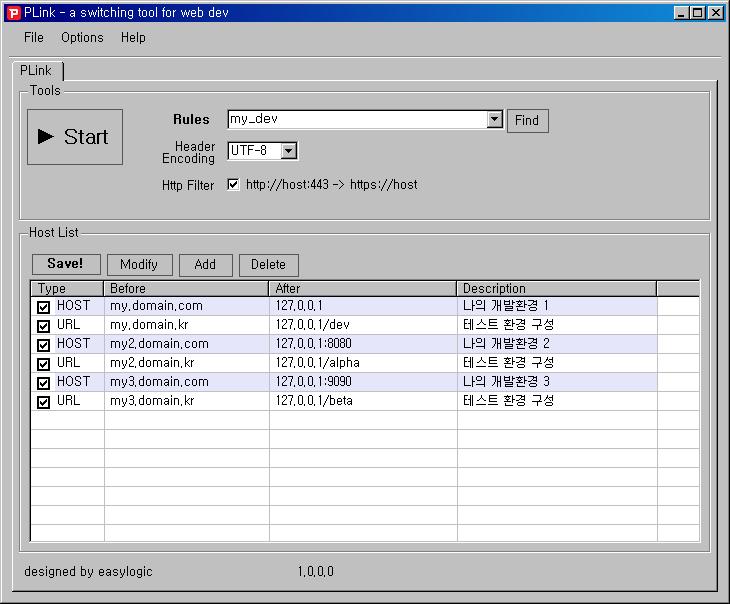 PLink - a switching tool for web dev
File Options Help
PLink
Tools
Start
Rules my_dev Find
Header Encoding UTF-8
Http Filter http://host:443 -> https://host
Host List
Save! Modify Add Delete
Type Before After Description
HOST my.domain.com 127.0.0.1 나의 개발환경 1
URL my.domain.kr 127.0.0.1/dev 테스트 환경 구성
HOST my2.domain.com 127.0.0.1:8080 나의 개발환경 2
URL my2.domain.kr 127.0.0.1/alpha 테스트 환경 구성
HOST my3.domain.com 127.0.0.1:9090 나의 개발환경 3
URL my3.domain.kr 127.0.0.1/beta 테스트 환경 구성
designed by easylogic 1.0.0.0